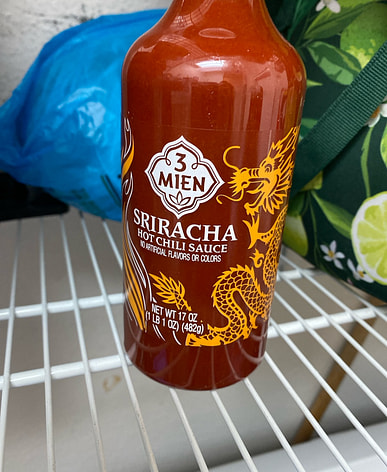 3
MIEN
SRIRACHA
HOT CHILI SAUCE
NO ARTIFICIAL FLAVORS OR COLORS
NET WT 17 OZ
(1 LB 1 OZ) (482g)